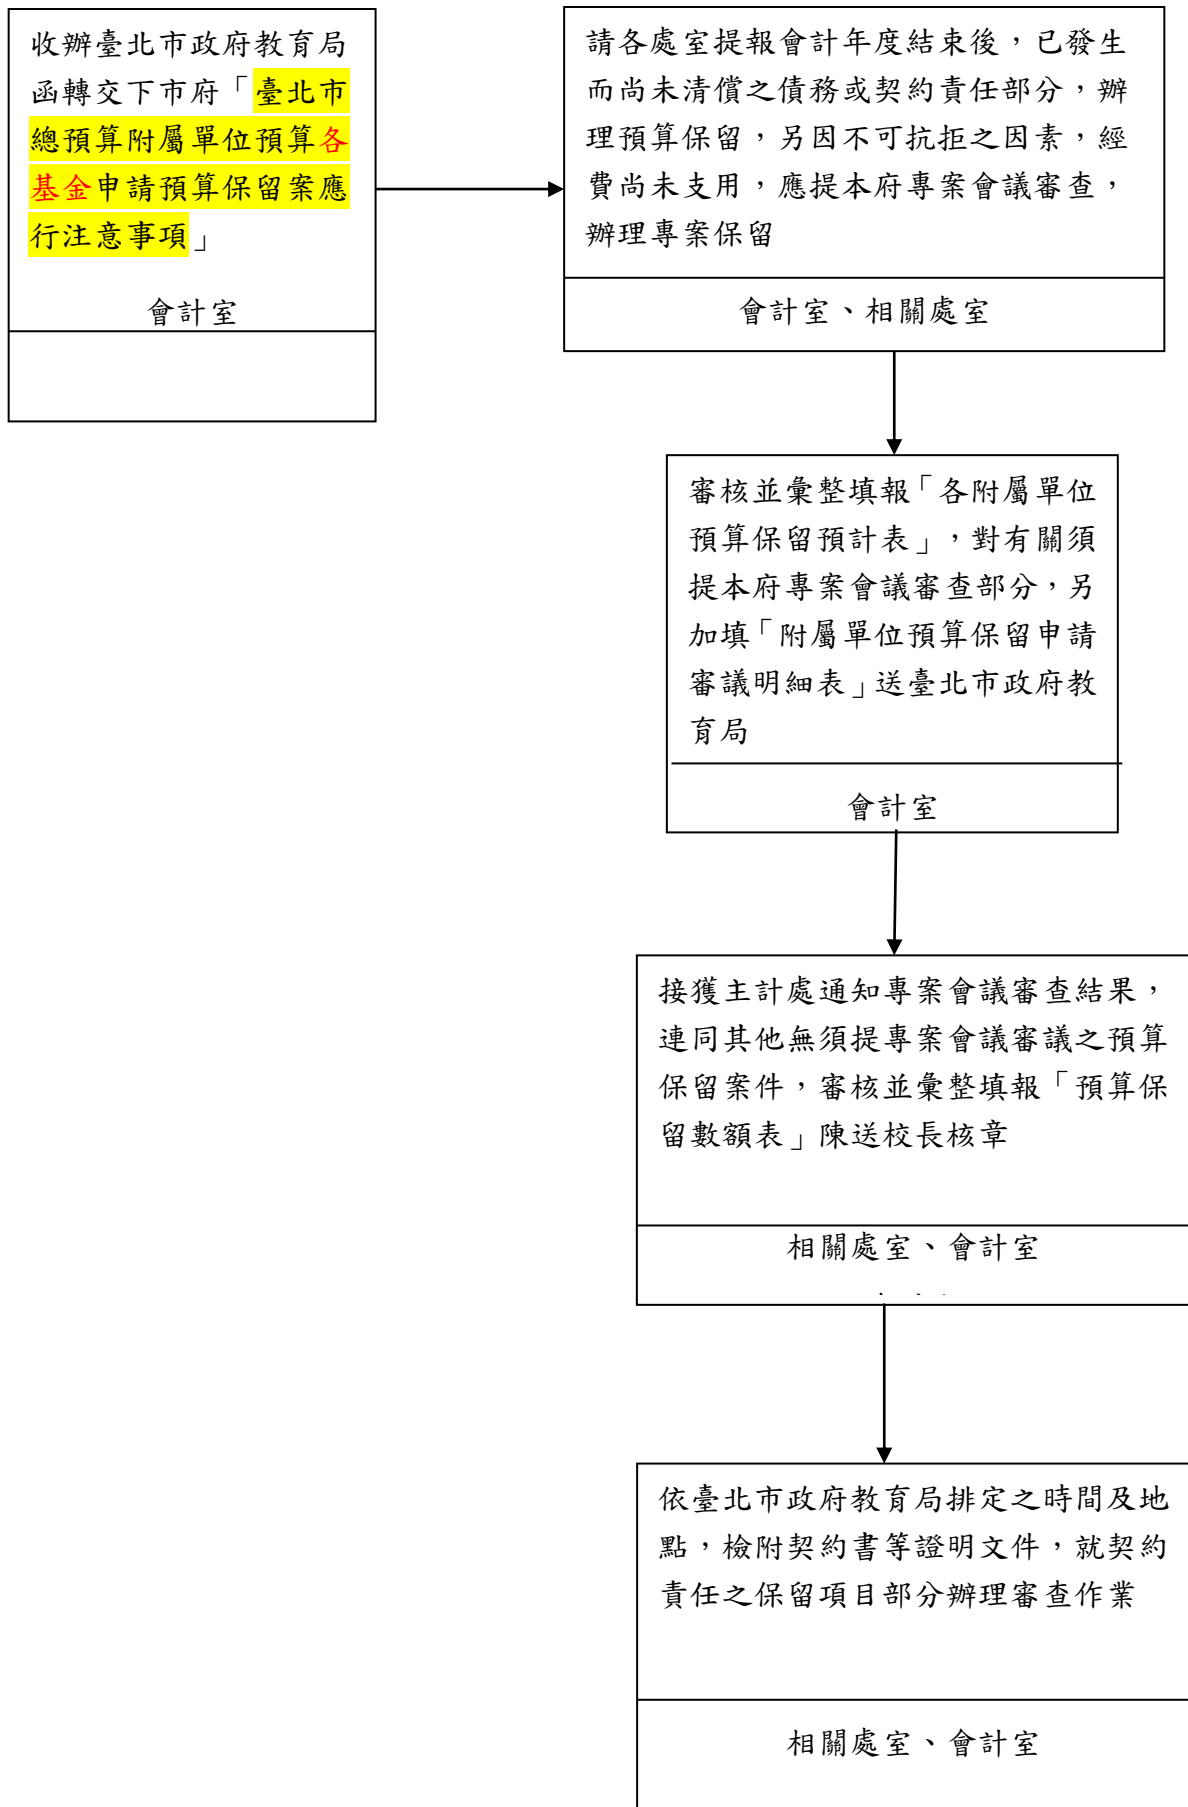 收辦臺北市政府教育局
函轉交下市府「臺北市
總預算附屬單位預算各
基金申請預算保留案應
行注意事項」
會計室
請各處室提報會計年度結束後，已發生
而尚未清償之債務或契約責任部分，辦
理預算保留，另因不可抗拒之因素，經
費尚未支用，應提本府專案會議審查，
辦理專案保留
會計室、相關處室
審核並彙整填報「各附屬單位
預算保留預計表」，對有關須
提本府專案會議審查部分，另
加填「附屬單位預算保留申請
審議明細表」送臺北市政府教
育局
會計室
接獲主計處通知專案會議審查結果，
連同其他無須提專案會議審議之預算
保留案件，審核並彙整填報「預算保
留數額表」陳送校長核章
相關處室、會計室
依臺北市政府教育局排定之時間及地
點，檢附契約書等證明文件，就契約
責任之保留項目部分辦理審查作業
相關處室、會計室